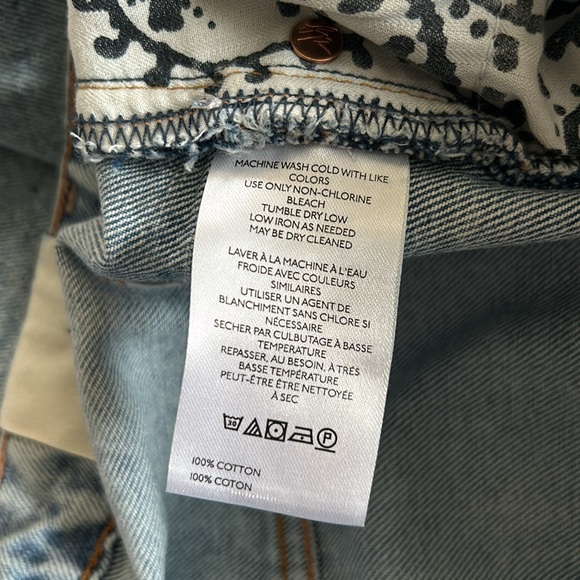 MACHINE WASH COLD WITH LIKE
COLORS
USE ONLY NON-CHLORINE
BLEACH
TUMBLE DRY LOW
LOW IRON AS NEEDED
MAY BE DRY CLEANED
LAVER À LA MACHINE À L'EAU
FROIDE AVEC COULEURS
SIMILAIRES
UTILISER UN AGENT DE
BLANCHIMENT SANS CHLORE SI
NÉCESSAIRE
SECHER PAR CULBUTAGE À BASSE
TEMPERATURE
REPASSER, AU BESOIN, À TRÉS
BASSE TEMPÉRATURE
PEUT-ÊTRE ÊTRE NETTOYÉE
À SEC
30 P
100% COTTON
100% COTON